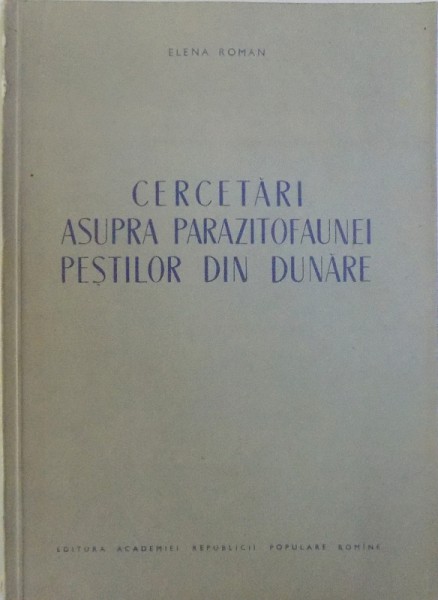 ELENA ROMAN
CERCETĂRI
ASUPRA PARAZITOFAUNEI
PEȘTILOR DIN DUNĂRE
EDITURA ACADEMIEI REPUBLICII POPULARE ROMÎNE